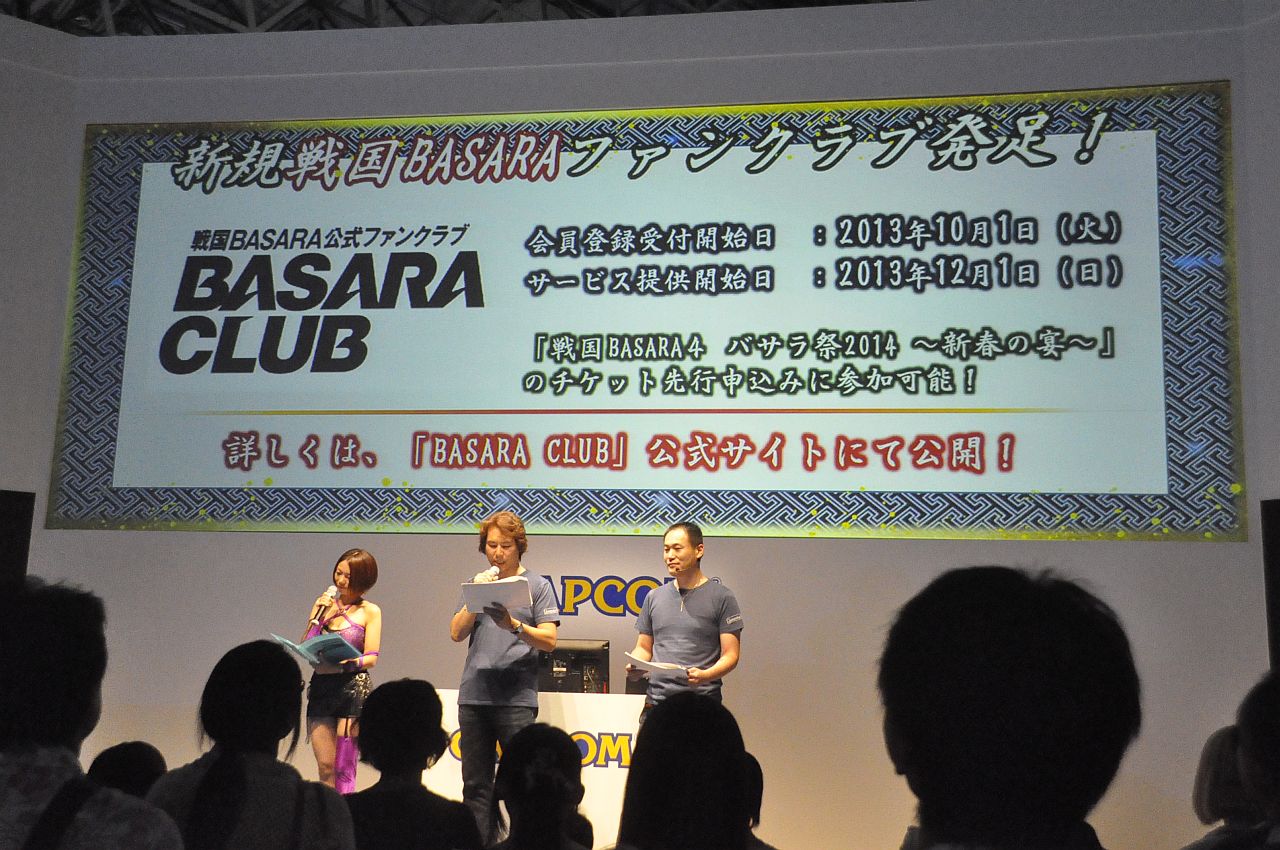 新規戦国BASARAファンクラブ発足！
戦国BASARA公式ファンクラブ
BASARA
CLUB
会員登録受付開始日　：2013年10月1日（火）
サービス提供開始日　：2013年12月1日（日）
「戦国BASARA4 バサラ祭2014 ～新春の宴～」
のチケット先行申込みに参加可能！
詳しくは、「BASARA CLUB」公式サイトにて公開！
APCO
OM